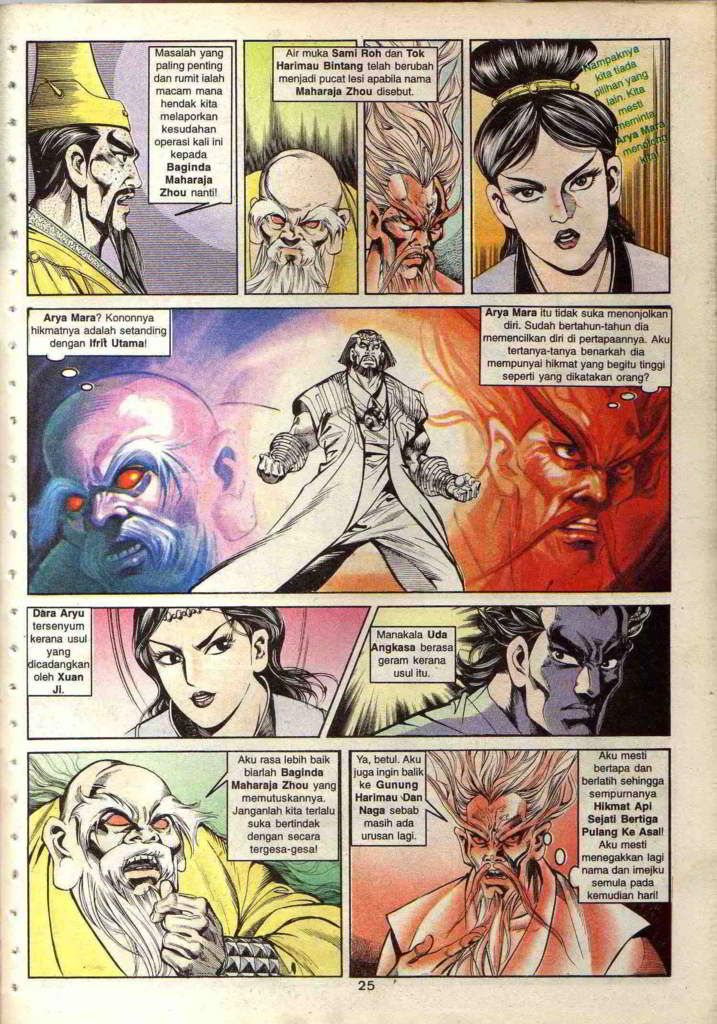 Masalah yang
paling penting
dan rumit ialah
macam mana
hendak kita
melaporkan
kesudahan
operasi kali ini
kepada
Baginda
Maharaja
Zhou nanti!
Air muka Sami Roh dan Tok
Harimau Bintang telah berubah
menjadi pucat lesi apabila nama
Maharaja Zhou disebut.
Nampaknya
kita tiada
pilihan yang
lain. Kita
mesti
meminta
Arya Mara
menolong
kita!
Arya Mara? Kononnya
hikmatnya adalah setanding
dengan Ifrit Utama!
Arya Mara itu tidak suka menonjolkan
diri. Sudah bertahun-tahun dia
memencilkan diri di pertapaannya. Aku
tertanya-tanya benarkah dia
mempunyai hikmat yang begitu tinggi
seperti yang dikatakan orang?
Dara Aryu
tersenyum
kerana usul
yang
dicadangkan
oleh Xuan
Ji.
Manakala Uda
Angkasa berasa
geram kerana
usul itu.
Aku rasa lebih baik
biarlah Baginda
Maharaja Zhou yang
memutuskannya.
Janganlah kita terlalu
suka bertindak
dengan secara
tergesa-gesa!
Ya, betul. Aku
juga ingin balik
ke Gunung
Harimau Dan
Naga sebab
masih ada
urusan lagi.
Aku mesti
bertapa dan
berlatih sehingga
sempurnanya
Hikmat Api
Sejati Bertiga
Pulang Ke Asal!
Aku mesti
menegakkan lagi
nama dan imejku
semula pada
kemudian hari!
25